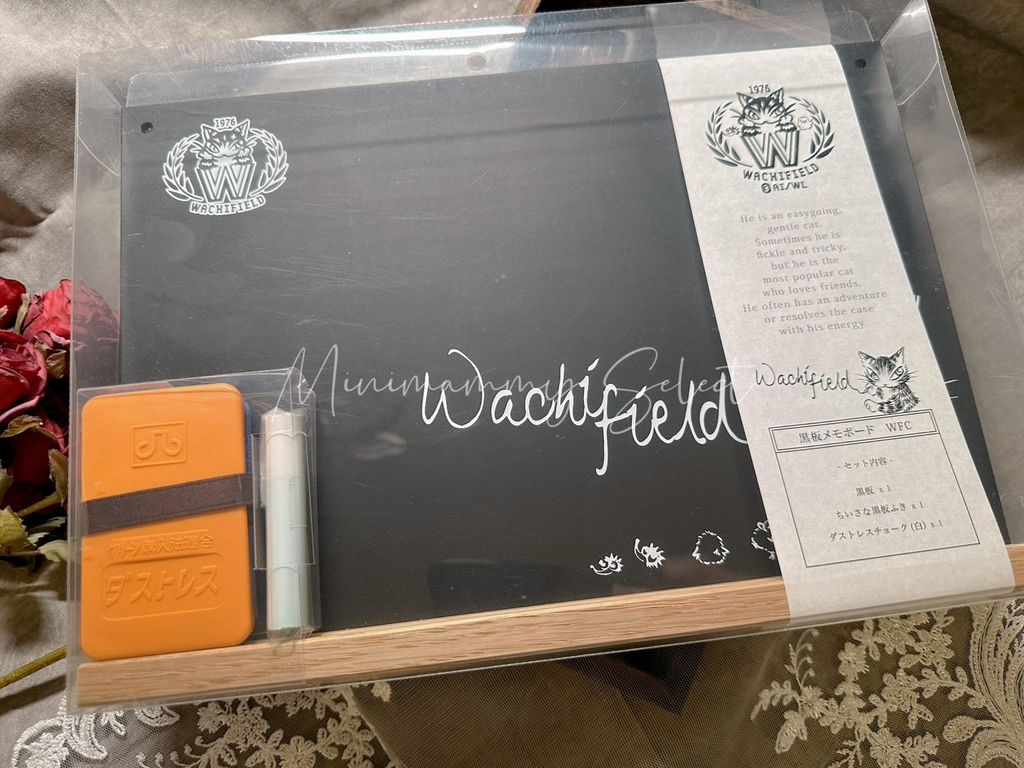 1976
W
WACHIFIELD
1976
W
WACHIFIELD
AI/WL
He is an easygoing,
gentle cat.
Sometimes he is
fickle and tricky.
but he is the
most popular cat
who loves friends.
He often has an adventure
or resolves the case
with his energy.
Wachifield
Minimammy Select
Wachifield
黒板メモボード WFC
- セット内容 -
黒板 x 1
ちいさな黒板ふき x 1
ダストレスチョーク (白) x 1
ダストレス